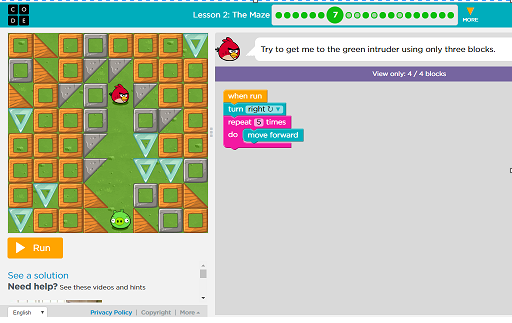 C O
D E
Lesson 2: The Maze
7
MORE
Try to get me to the green intruder using only three blocks.
View only: 4 / 4 blocks
when run
turn right ↻ ▼
repeat 5 times
do move forward
Run
See a solution
Need help? See these videos and hints
English ▼
Privacy Policy | Copyright | More ▴